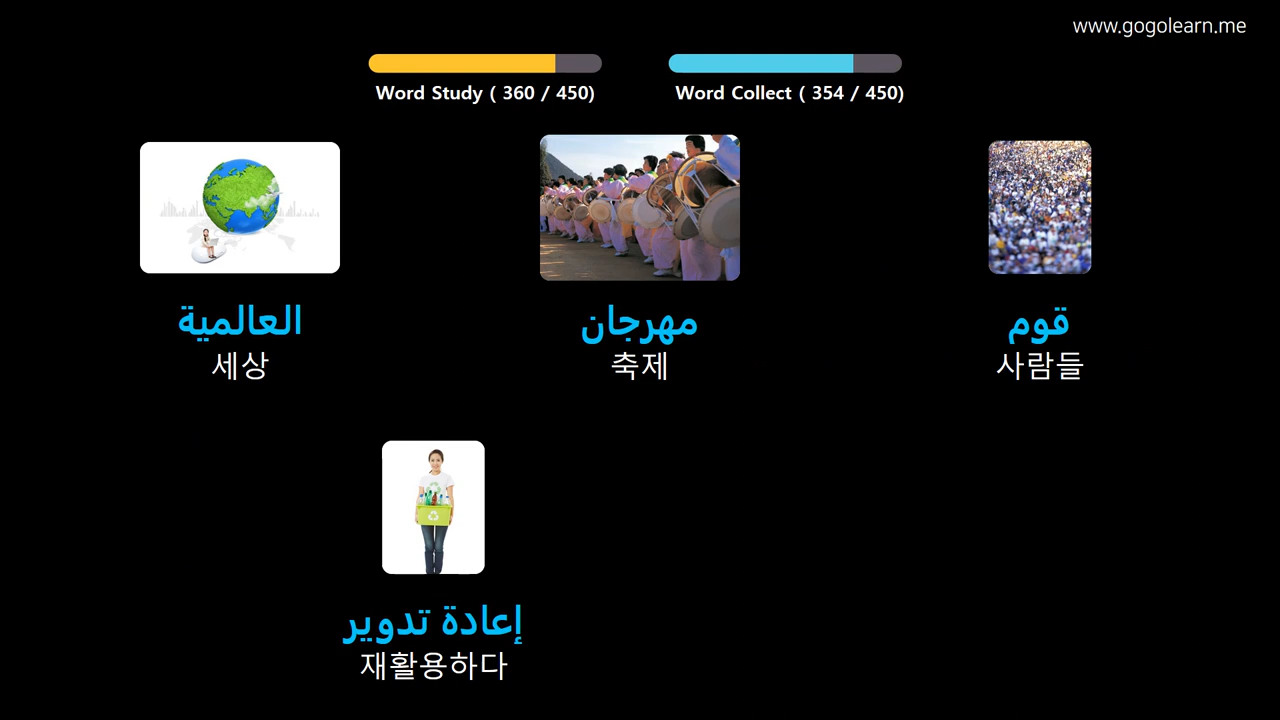 www.gogolearn.me
Word Study ( 360 / 450)
Word Collect ( 354 / 450)
العالمية
세상
مهرجان
축제
قوم
사람들
إعادة تدوير
재활용하다